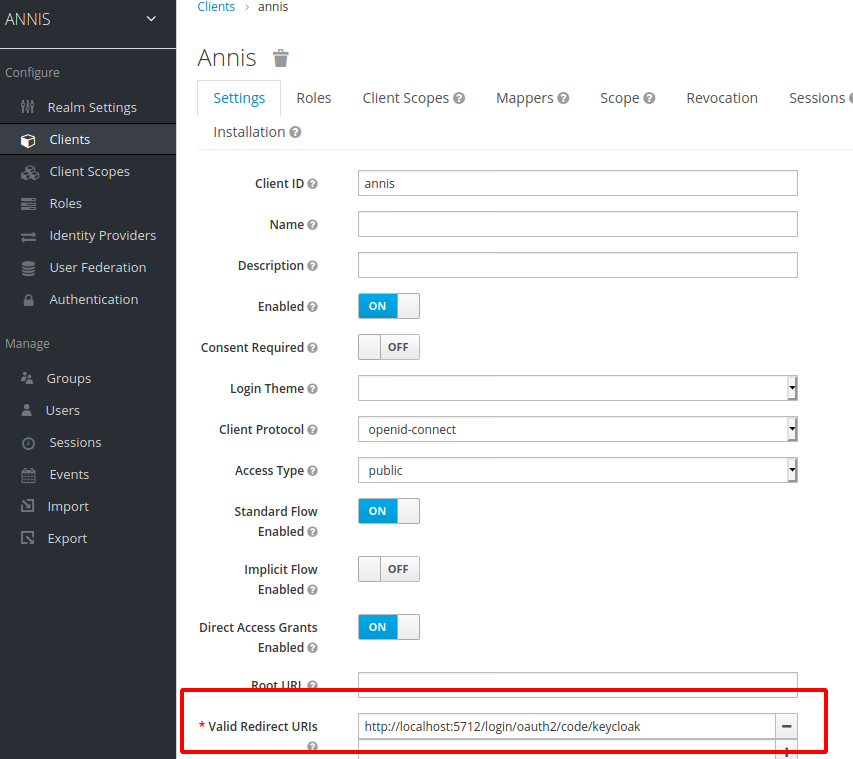 ANNIS
Clients › annis
Configure
Realm Settings
Clients
Client Scopes
Roles
Identity Providers
User Federation
Authentication
Manage
Groups
Users
Sessions
Events
Import
Export
Annis
Settings Roles Client Scopes Mappers Scope Revocation Sessions
Installation
Client ID annis
Name
Description
Enabled ON
Consent Required OFF
Login Theme
Client Protocol openid-connect
Access Type public
Standard Flow
Enabled ON
Implicit Flow
Enabled OFF
Direct Access Grants
Enabled ON
Root URL
* Valid Redirect URIs http://localhost:5712/login/oauth2/code/keycloak